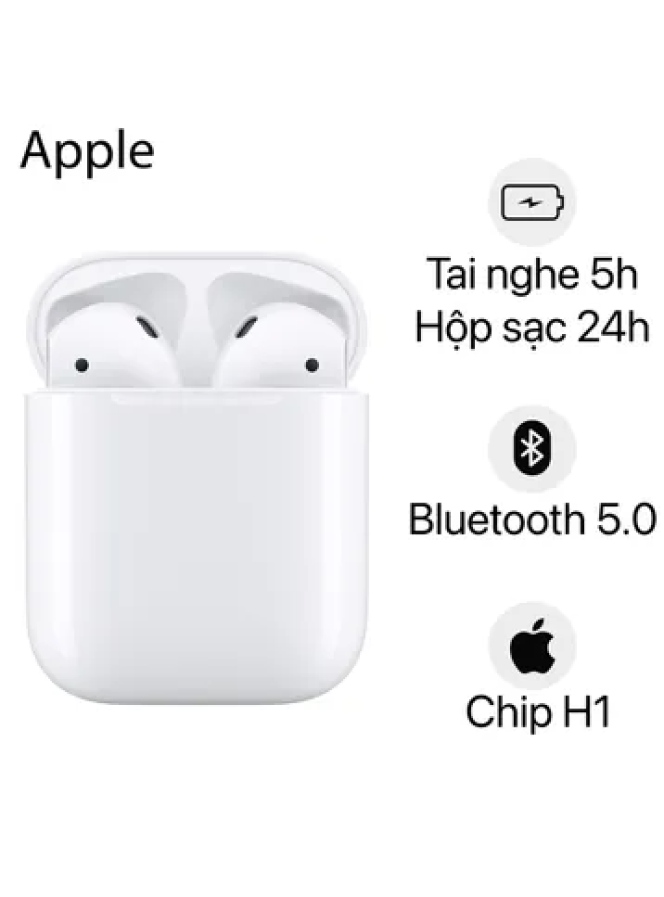 Apple
Tai nghe 5h
Hộp sạc 24h
Bluetooth 5.0
Chip H1